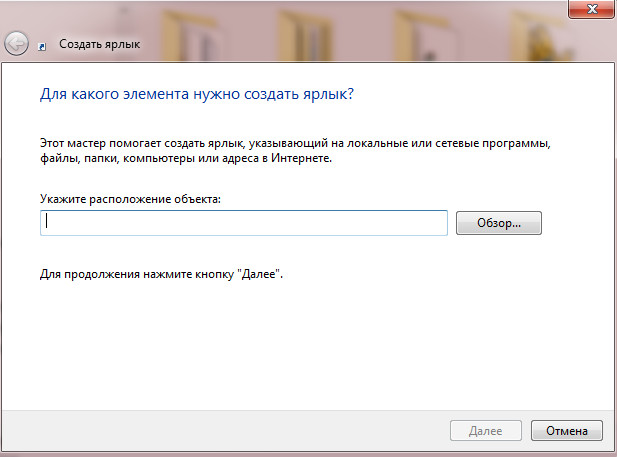 Создать ярлык
Для какого элемента нужно создать ярлык?
Этот мастер помогает создать ярлык, указывающий на локальные или сетевые программы,
файлы, папки, компьютеры или адреса в Интернете.
Укажите расположение объекта:
Обзор...
Для продолжения нажмите кнопку "Далее".
Далее
Отмена